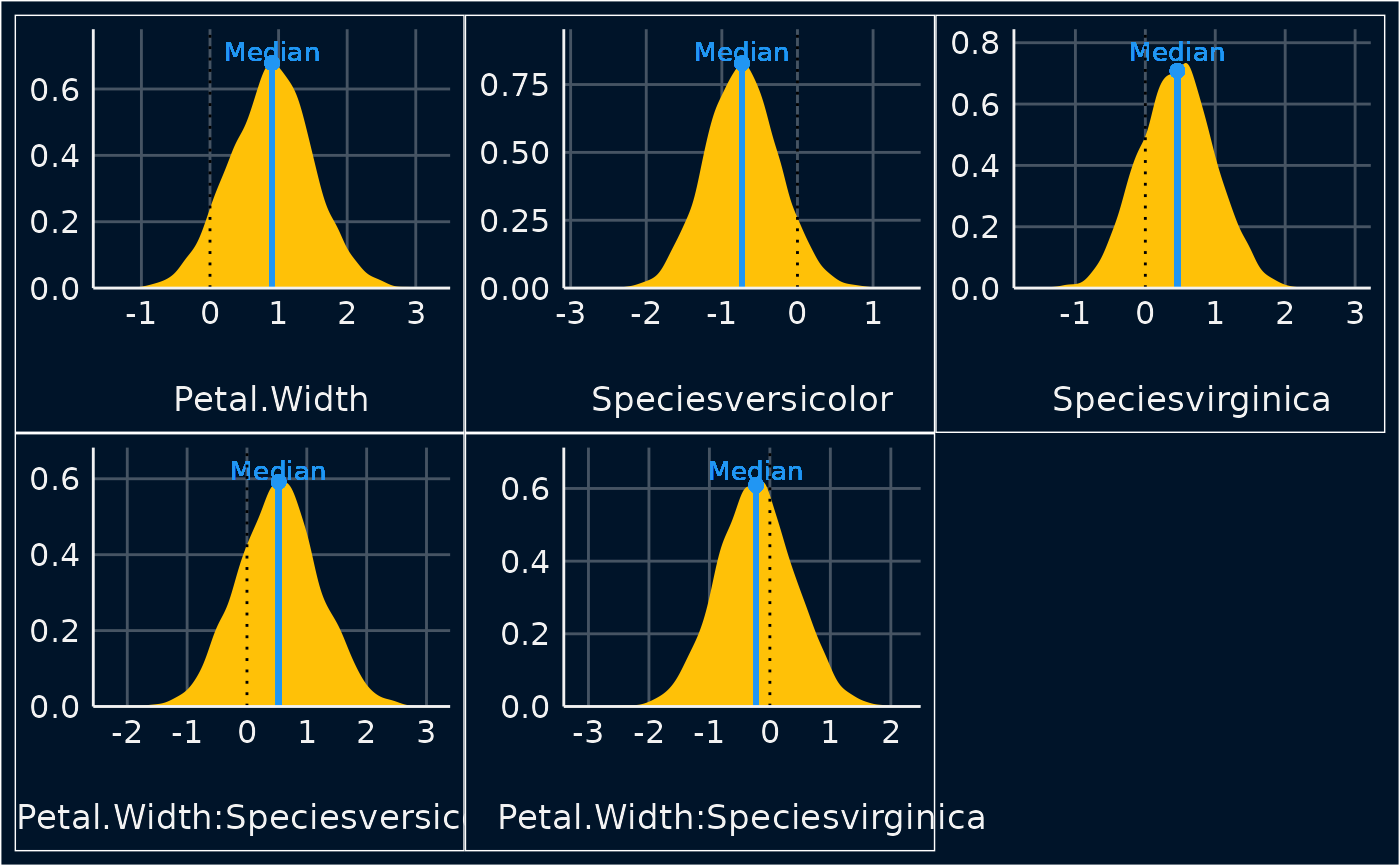 Median
0.6
0.4
0.2
0.0
-1 0 1 2 3
Petal.Width
Median
0.75
0.50
0.25
0.00
-3 -2 -1 0 1
Speciesversicolor
Median
0.8
0.6
0.4
0.2
0.0
-1 0 1 2 3
Speciesvirginica
Median
0.6
0.4
0.2
0.0
-2 -1 0 1 2 3
Petal.Width:Speciesversic
Median
0.6
0.4
0.2
0.0
-3 -2 -1 0 1 2
Petal.Width:Speciesvirginica